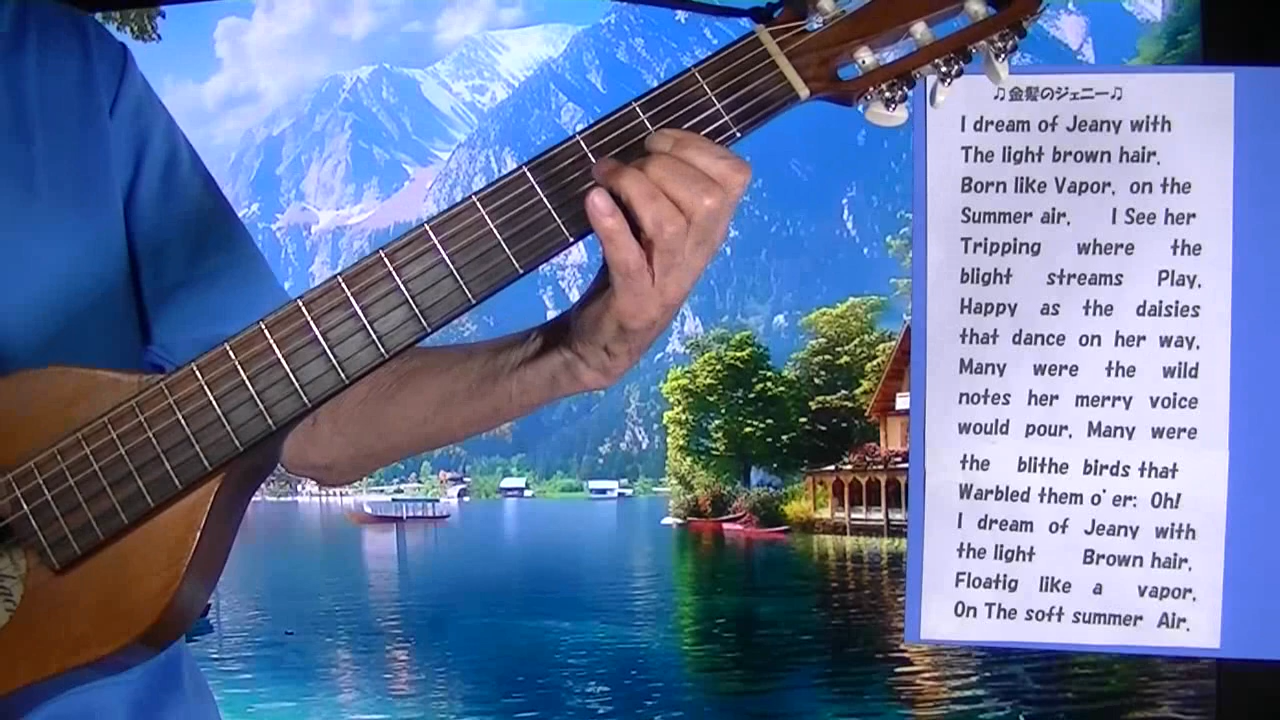 ♫金髪のジェニー♫
I dream of Jeany with
The light brown hair.
Born like Vapor, on the
Summer air, I See her
Tripping where the
blight streams Play.
Happy as the daisies
that dance on her way.
Many were the wild
notes her merry voice
would pour. Many were
the blithe birds that
Warbled them o'er: Oh!
I dream of Jeany with
the light Brown hair,
Floatig like a vapor,
On The soft summer Air.